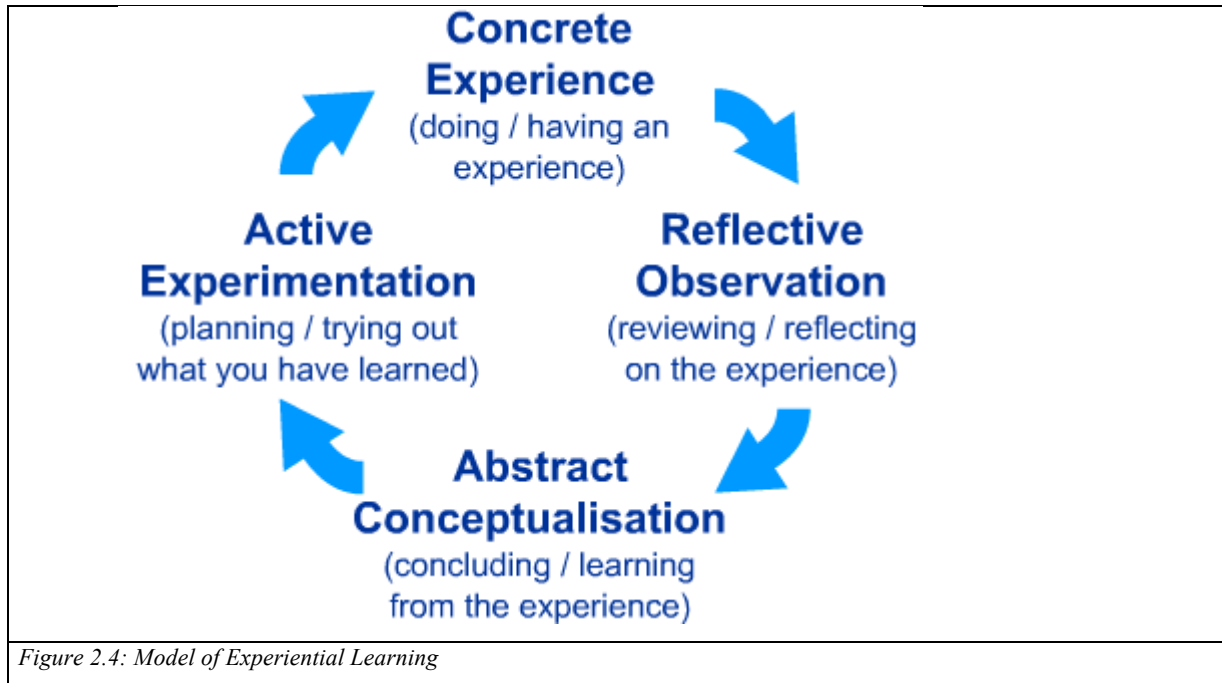 Concrete
Experience
(doing / having an
experience)
Reflective
Observation
(reviewing / reflecting
on the experience)
Abstract
Conceptualisation
(concluding / learning
from the experience)
Active
Experimentation
(planning / trying out
what you have learned)
Figure 2.4: Model of Experiential Learning